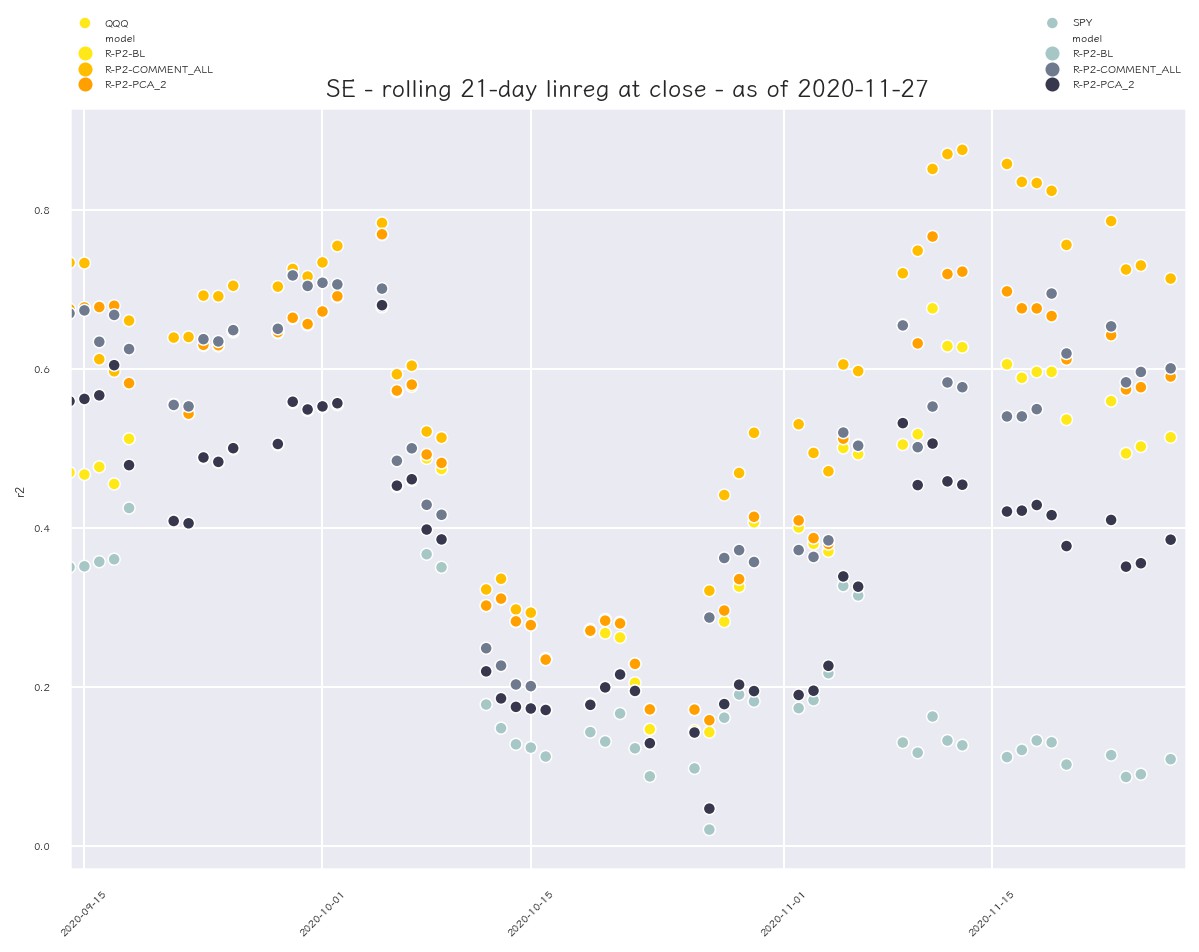 QQQ
model
R-P2-BL
R-P2-COMMENT_ALL
R-P2-PCA_2
SPY
model
R-P2-BL
R-P2-COMMENT_ALL
R-P2-PCA_2
SE - rolling 21-day linreg at close - as of 2020-11-27
r2
0.8
0.6
0.4
0.2
0.0
2020-09-15
2020-10-01
2020-10-15
2020-11-01
2020-11-15